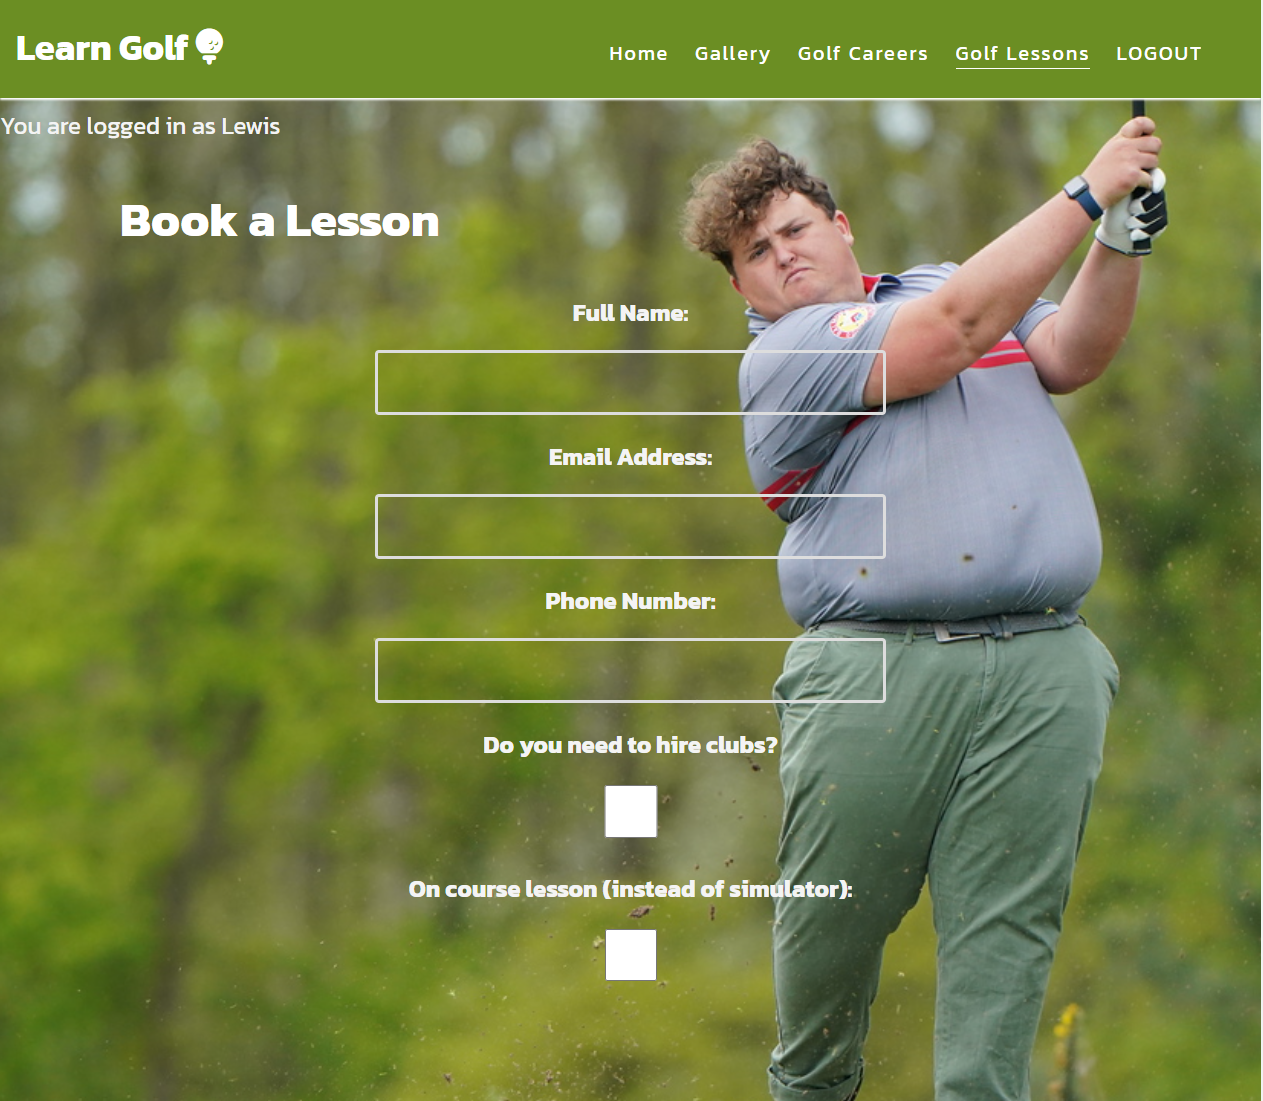 Learn Golf
Home Gallery Golf Careers Golf Lessons LOGOUT
You are logged in as Lewis
Book a Lesson
Full Name:
Email Address:
Phone Number:
Do you need to hire clubs?
On course lesson (instead of simulator):